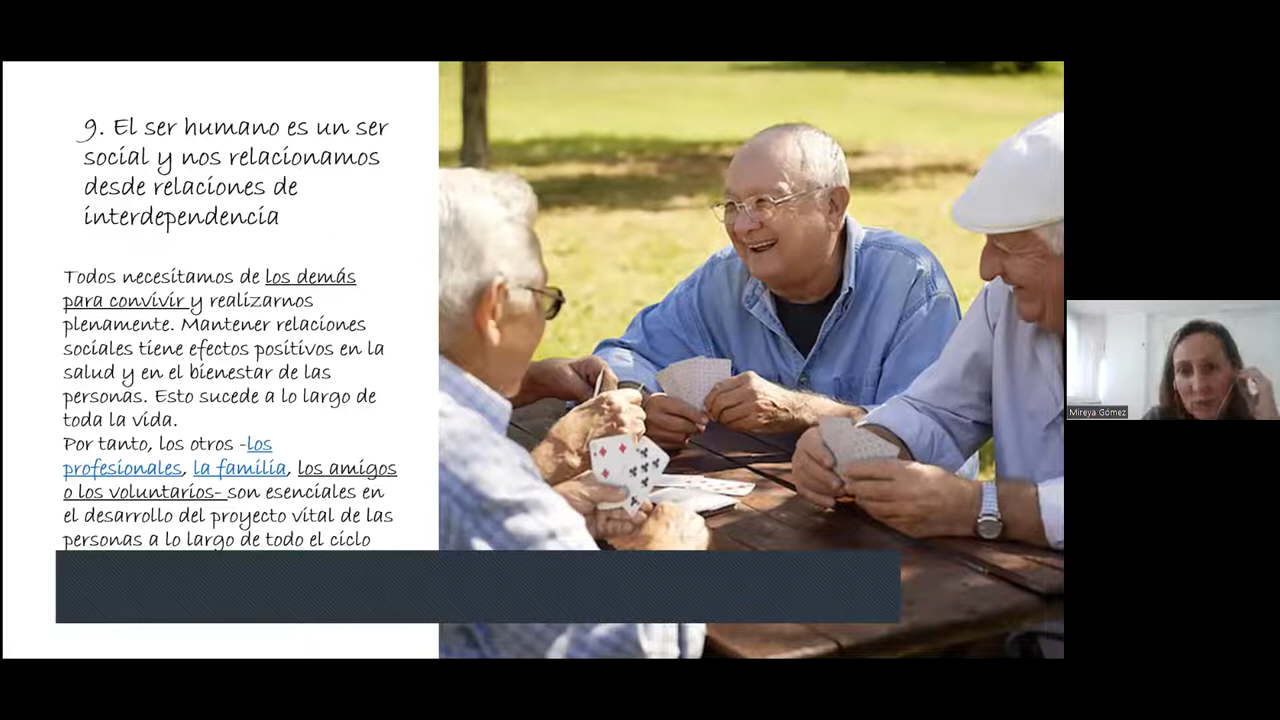 9. El ser humano es un ser
social y nos relacionamos
desde relaciones de
interdependencia
Todos necesitamos de los demás
para convivir y realizarnos
plenamente. Mantener relaciones
sociales tiene efectos positivos en la
salud y en el bienestar de las
personas. Esto sucede a lo largo de
toda la vida.
Por tanto, los otros -los
profesionales, la familia, los amigos
o los voluntarios- son esenciales en
el desarrollo del proyecto vital de las
personas a lo largo de todo el ciclo
Mireya Gómez